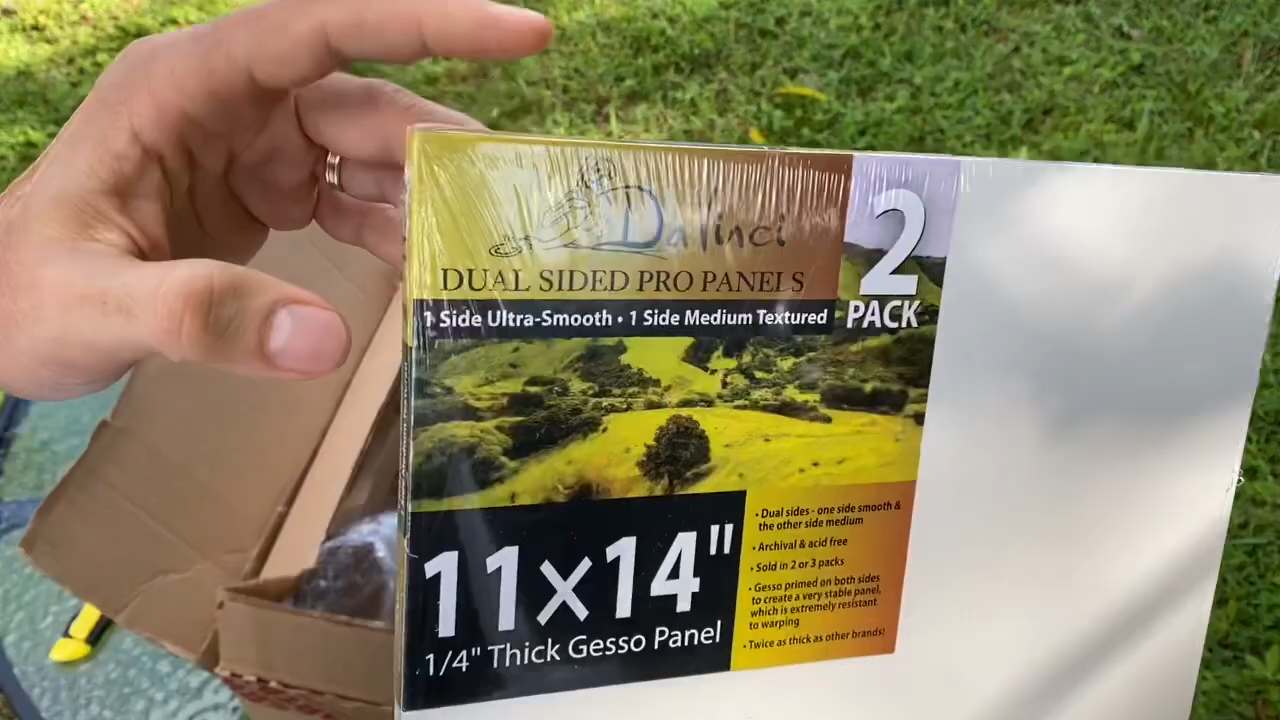 DaVinci
DUAL SIDED PRO PANELS
1 Side Ultra-Smooth • 1 Side Medium Textured
2
PACK
11x14"
1/4" Thick Gesso Panel
• Dual sides - one side smooth &
the other side medium
• Archival & acid free
• Sold in 2 or 3 packs
• Gesso primed on both sides
to create a very stable panel,
which is extremely resistant
to warping
• Twice as thick as other brands!